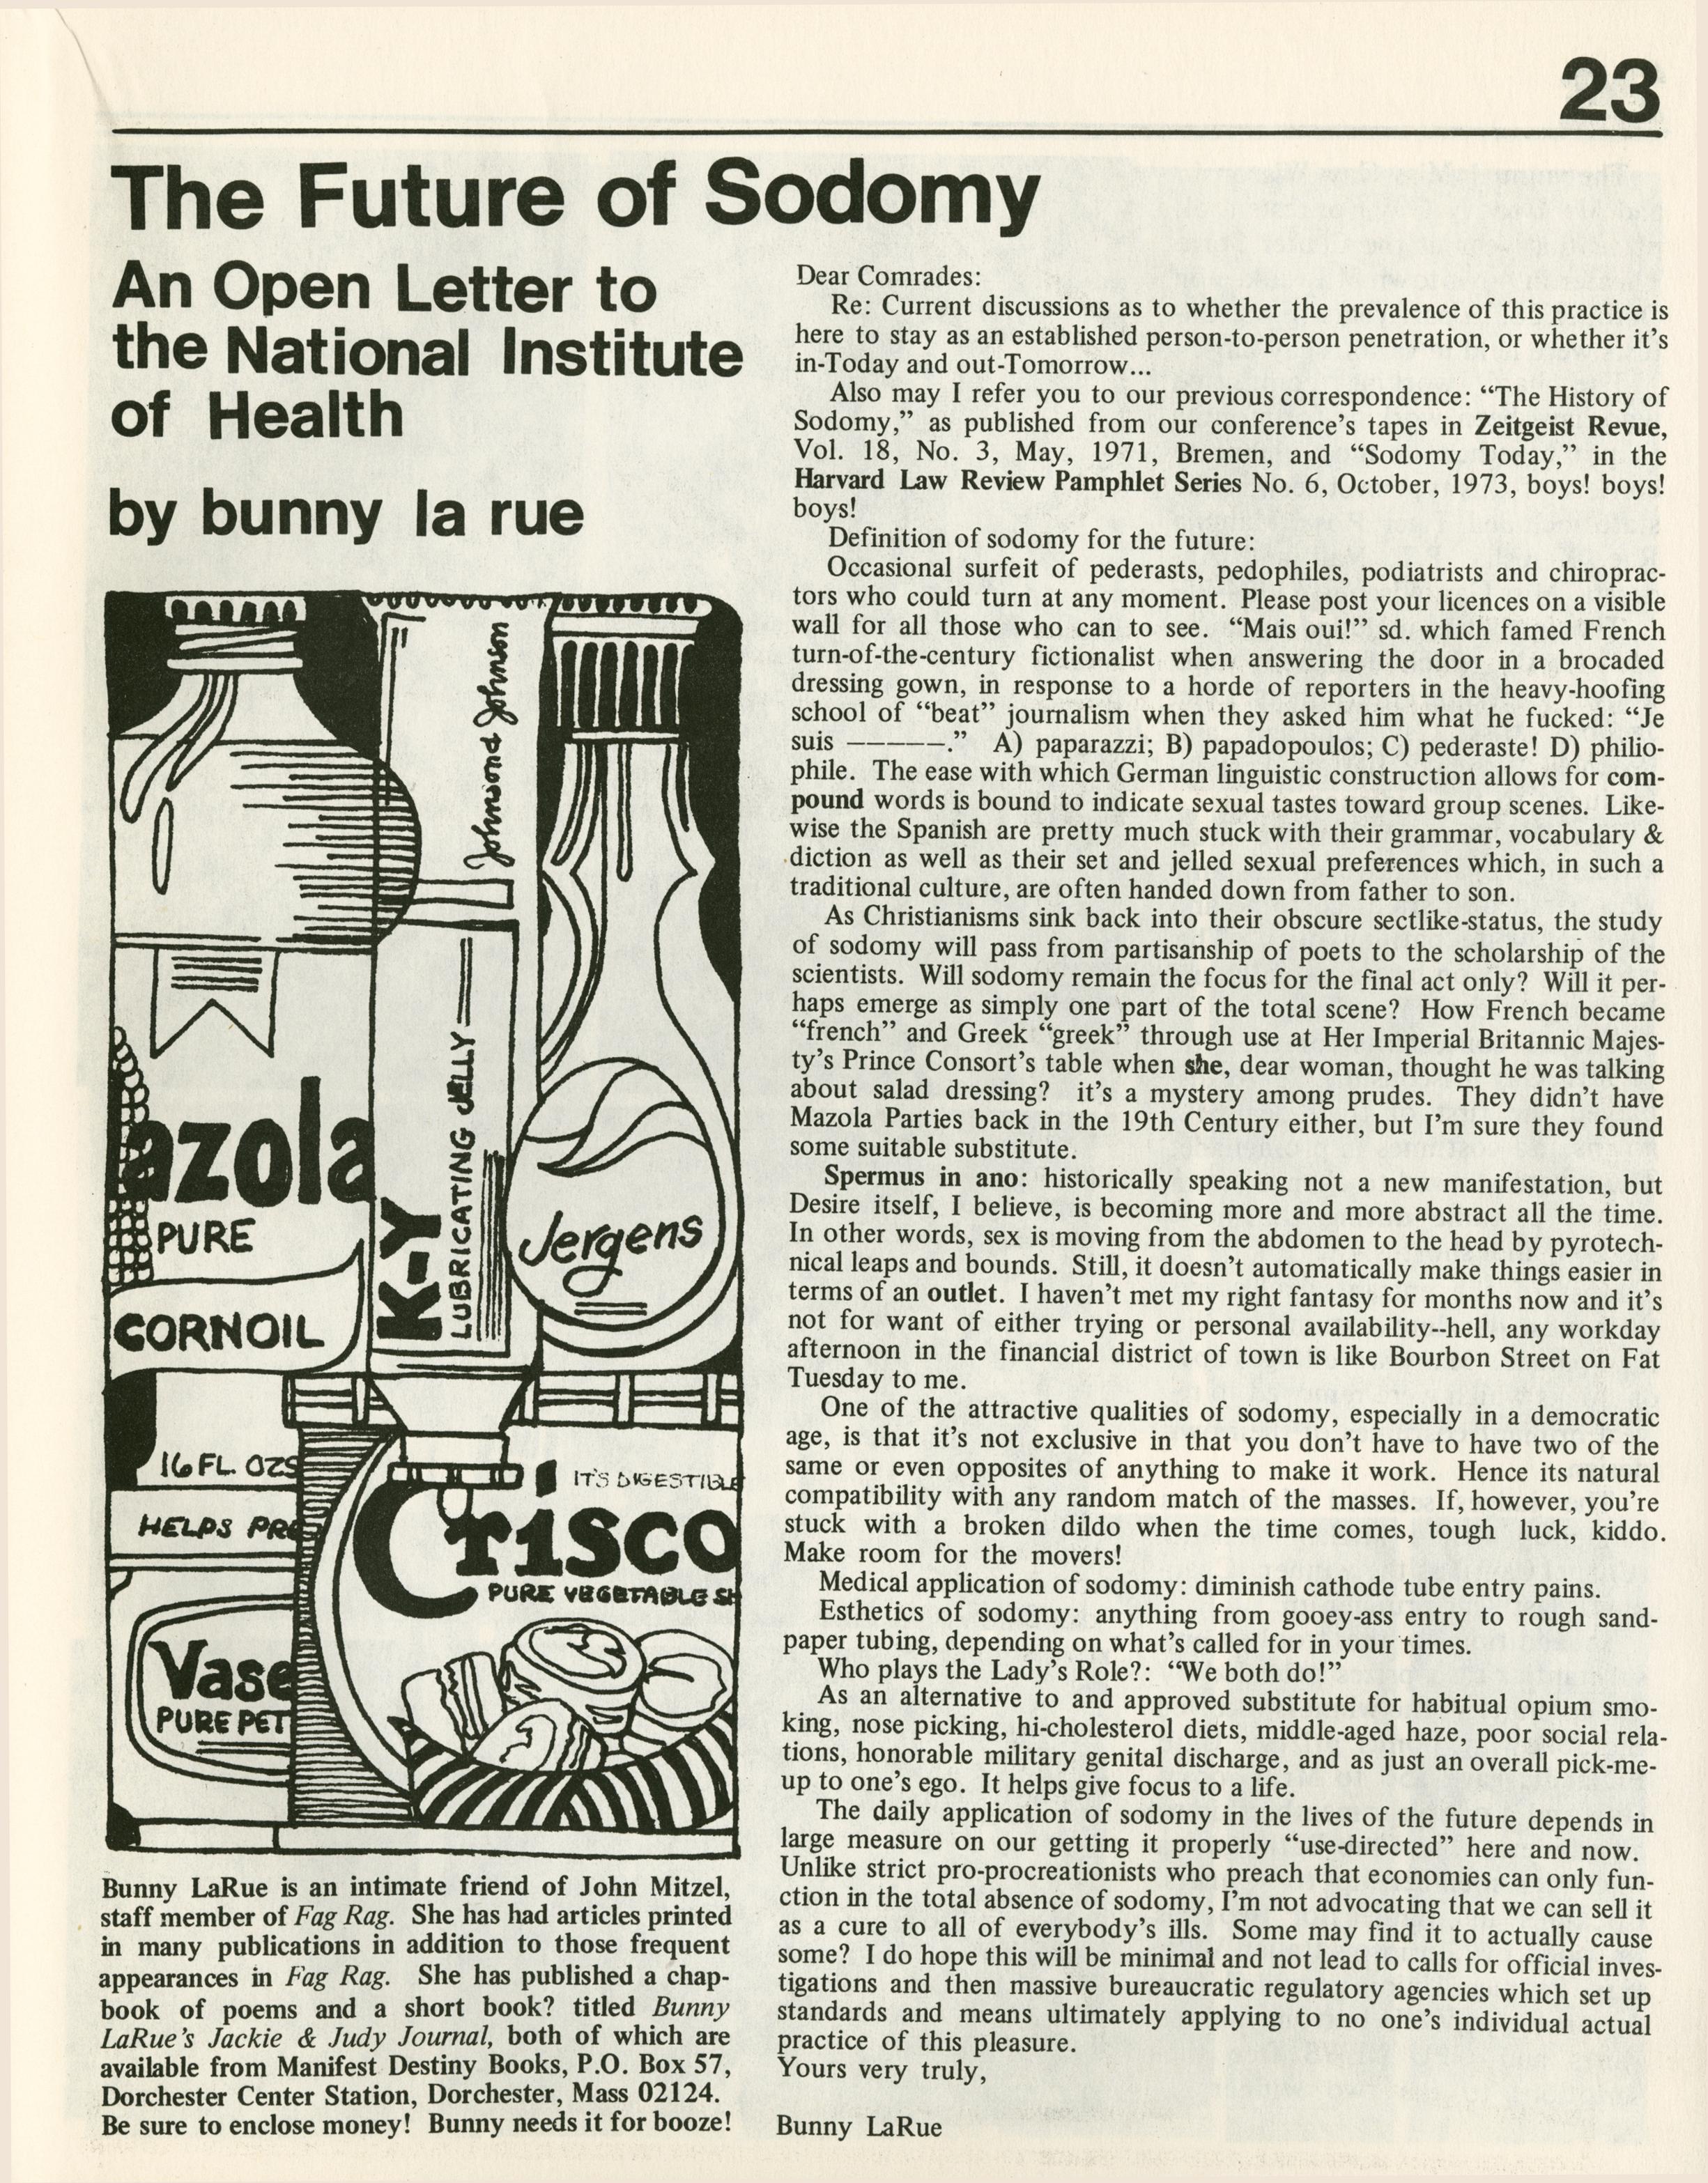 23
The Future of Sodomy
An Open Letter to
the National Institute
of Health
by bunny la rue
Johnson & Johnson
azola
PURE
CORNOIL
K-Y
LUBRICATING JELLY
Jergens
16 FL. OZS
HELPS PRE
Vase
PURE PET
IT'S DIGESTIBLE
Crisco
PURE VEGETABLE SH
Bunny LaRue is an intimate friend of John Mitzel,
staff member of Fag Rag. She has had articles printed
in many publications in addition to those frequent
appearances in Fag Rag. She has published a chap-
book of poems and a short book? titled Bunny
LaRue's Jackie & Judy Journal, both of which are
available from Manifest Destiny Books, P.O. Box 57,
Dorchester Center Station, Dorchester, Mass 02124.
Be sure to enclose money! Bunny needs it for booze!
Dear Comrades:
Re: Current discussions as to whether the prevalence of this practice is
here to stay as an established person-to-person penetration, or whether it's
in-Today and out-Tomorrow...
Also may I refer you to our previous correspondence: "The History of
Sodomy," as published from our conference's tapes in Zeitgeist Revue,
Vol. 18, No. 3, May, 1971, Bremen, and "Sodomy Today," in the
Harvard Law Review Pamphlet Series No. 6, October, 1973, boys! boys!
boys!
Definition of sodomy for the future:
Occasional surfeit of pederasts, pedophiles, podiatrists and chiroprac-
tors who could turn at any moment. Please post your licences on a visible
wall for all those who can to see. "Mais oui!" sd. which famed French
turn-of-the-century fictionalist when answering the door in a brocaded
dressing gown, in response to a horde of reporters in the heavy-hoofing
school of "beat" journalism when they asked him what he fucked: "Je
suis —————." A) paparazzi; B) papadopoulos; C) pederaste! D) philio-
phile. The ease with which German linguistic construction allows for com-
pound words is bound to indicate sexual tastes toward group scenes. Like-
wise the Spanish are pretty much stuck with their grammar, vocabulary &
diction as well as their set and jelled sexual preferences which, in such a
traditional culture, are often handed down from father to son.
As Christianisms sink back into their obscure sectlike-status, the study
of sodomy will pass from partisanship of poets to the scholarship of the
scientists. Will sodomy remain the focus for the final act only? Will it per-
haps emerge as simply one part of the total scene? How French became
"french" and Greek "greek" through use at Her Imperial Britannic Majes-
ty's Prince Consort's table when she, dear woman, thought he was talking
about salad dressing? it's a mystery among prudes. They didn't have
Mazola Parties back in the 19th Century either, but I'm sure they found
some suitable substitute.
Spermus in ano: historically speaking not a new manifestation, but
Desire itself, I believe, is becoming more and more abstract all the time.
In other words, sex is moving from the abdomen to the head by pyrotech-
nical leaps and bounds. Still, it doesn't automatically make things easier in
terms of an outlet. I haven't met my right fantasy for months now and it's
not for want of either trying or personal availability--hell, any workday
afternoon in the financial district of town is like Bourbon Street on Fat
Tuesday to me.
One of the attractive qualities of sodomy, especially in a democratic
age, is that it's not exclusive in that you don't have to have two of the
same or even opposites of anything to make it work. Hence its natural
compatibility with any random match of the masses. If, however, you're
stuck with a broken dildo when the time comes, tough luck, kiddo.
Make room for the movers!
Medical application of sodomy: diminish cathode tube entry pains.
Esthetics of sodomy: anything from gooey-ass entry to rough sand-
paper tubing, depending on what's called for in your times.
Who plays the Lady's Role?: "We both do!"
As an alternative to and approved substitute for habitual opium smo-
king, nose picking, hi-cholesterol diets, middle-aged haze, poor social rela-
tions, honorable military genital discharge, and as just an overall pick-me-
up to one's ego. It helps give focus to a life.
The daily application of sodomy in the lives of the future depends in
large measure on our getting it properly "use-directed" here and now.
Unlike strict pro-procreationists who preach that economies can only fun-
ction in the total absence of sodomy, I'm not advocating that we can sell it
as a cure to all of everybody's ills. Some may find it to actually cause
some? I do hope this will be minimal and not lead to calls for official inves-
tigations and then massive bureaucratic regulatory agencies which set up
standards and means ultimately applying to no one's individual actual
practice of this pleasure.
Yours very truly,
Bunny LaRue